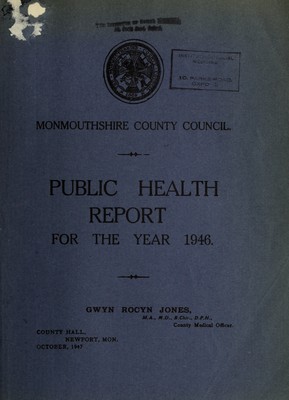 MONMOUTHSHIRE COUNTY COUNCIL.
PUBLIC HEALTH
REPORT
FOR THE YEAR 1946.
GWYN ROCYN JONES,
M.A., M.D., B.Chir., D.P.H.,
County Medical Officer.
COUNTY HALL,
NEWPORT, MON.
OCTOBER, 1947